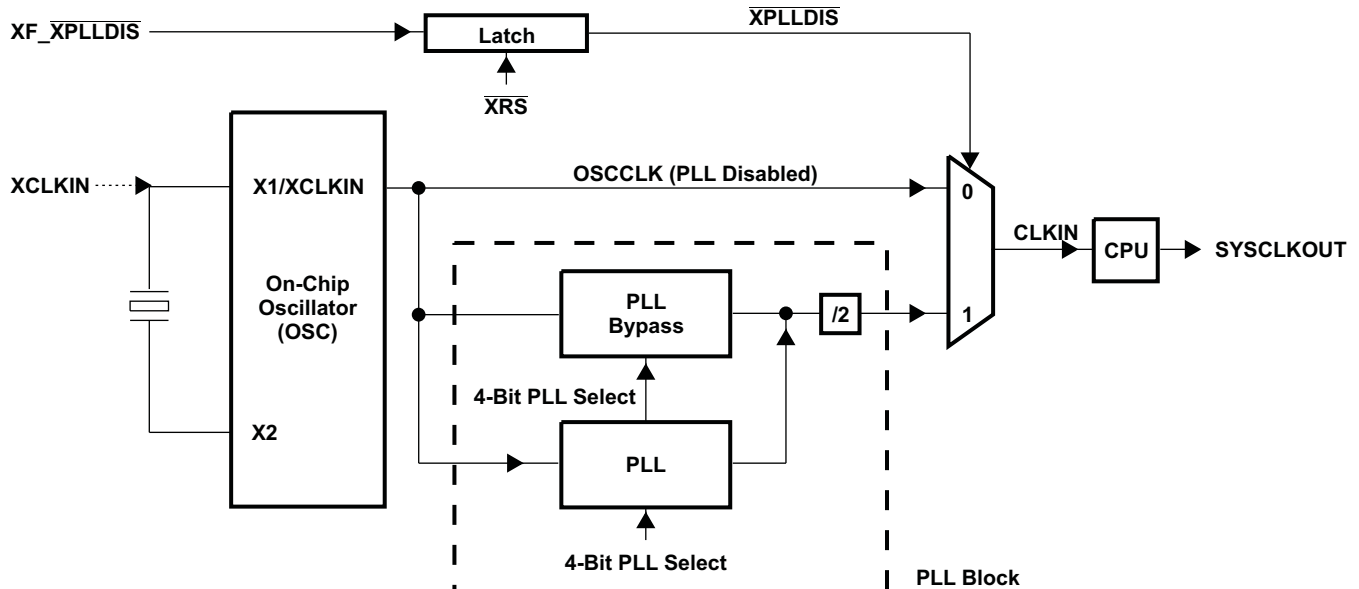 XF_XPLLDIS
Latch
XPLLDIS
XRS
XCLKIN
X1/XCLKIN
On-Chip
Oscillator
(OSC)
X2
OSCCLK (PLL Disabled)
0
1
CLKIN
CPU
SYSCLKOUT
PLL
Bypass
/2
4-Bit PLL Select
PLL
4-Bit PLL Select
PLL Block